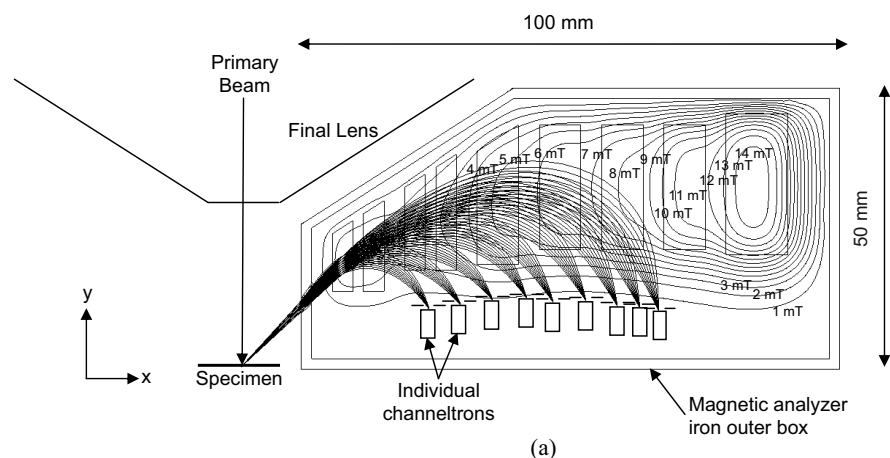 100 mm
Primary
Beam
Final Lens
4 mT
5 mT
6 mT
7 mT
8 mT
9 mT
10 mT
11 mT
12 mT
13 mT
14 mT
50 mm
3 mT
2 mT
1 mT
y
x
Specimen
Individual
channeltrons
Magnetic analyzer
iron outer box
(a)